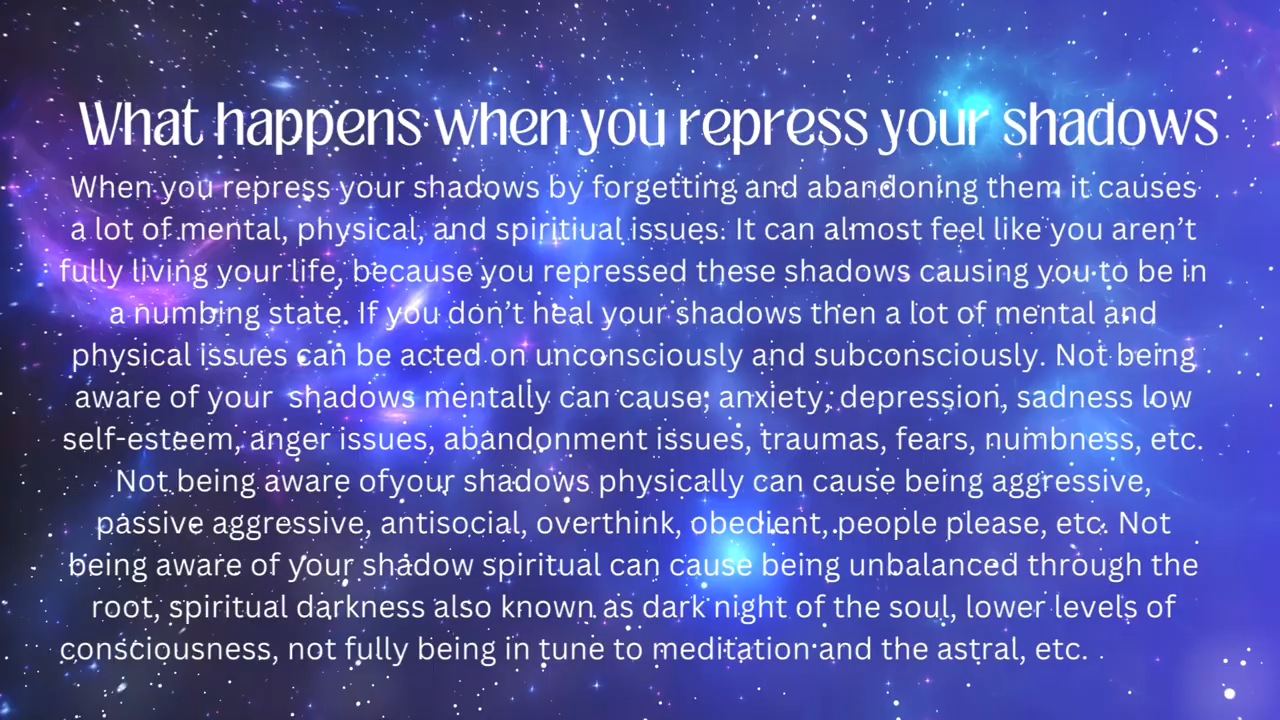 What happens when you repress your shadows
When you repress your shadows by forgetting and abandoning them it causes
a lot of mental, physical, and spiritiual issues. It can almost feel like you aren’t
fully living your life, because you repressed these shadows causing you to be in
a numbing state. If you don’t heal your shadows then a lot of mental and
physical issues can be acted on unconsciously and subconsciously. Not being
aware of your  shadows mentally can cause; anxiety, depression, sadness low
self-esteem, anger issues, abandonment issues, traumas, fears, numbness, etc.
Not being aware ofyour shadows physically can cause being aggressive,
passive aggressive, antisocial, overthink, obedient, people please, etc. Not
being aware of your shadow spiritual can cause being unbalanced through the
root, spiritual darkness also known as dark night of the soul, lower levels of
consciousness, not fully being in tune to meditation and the astral, etc.